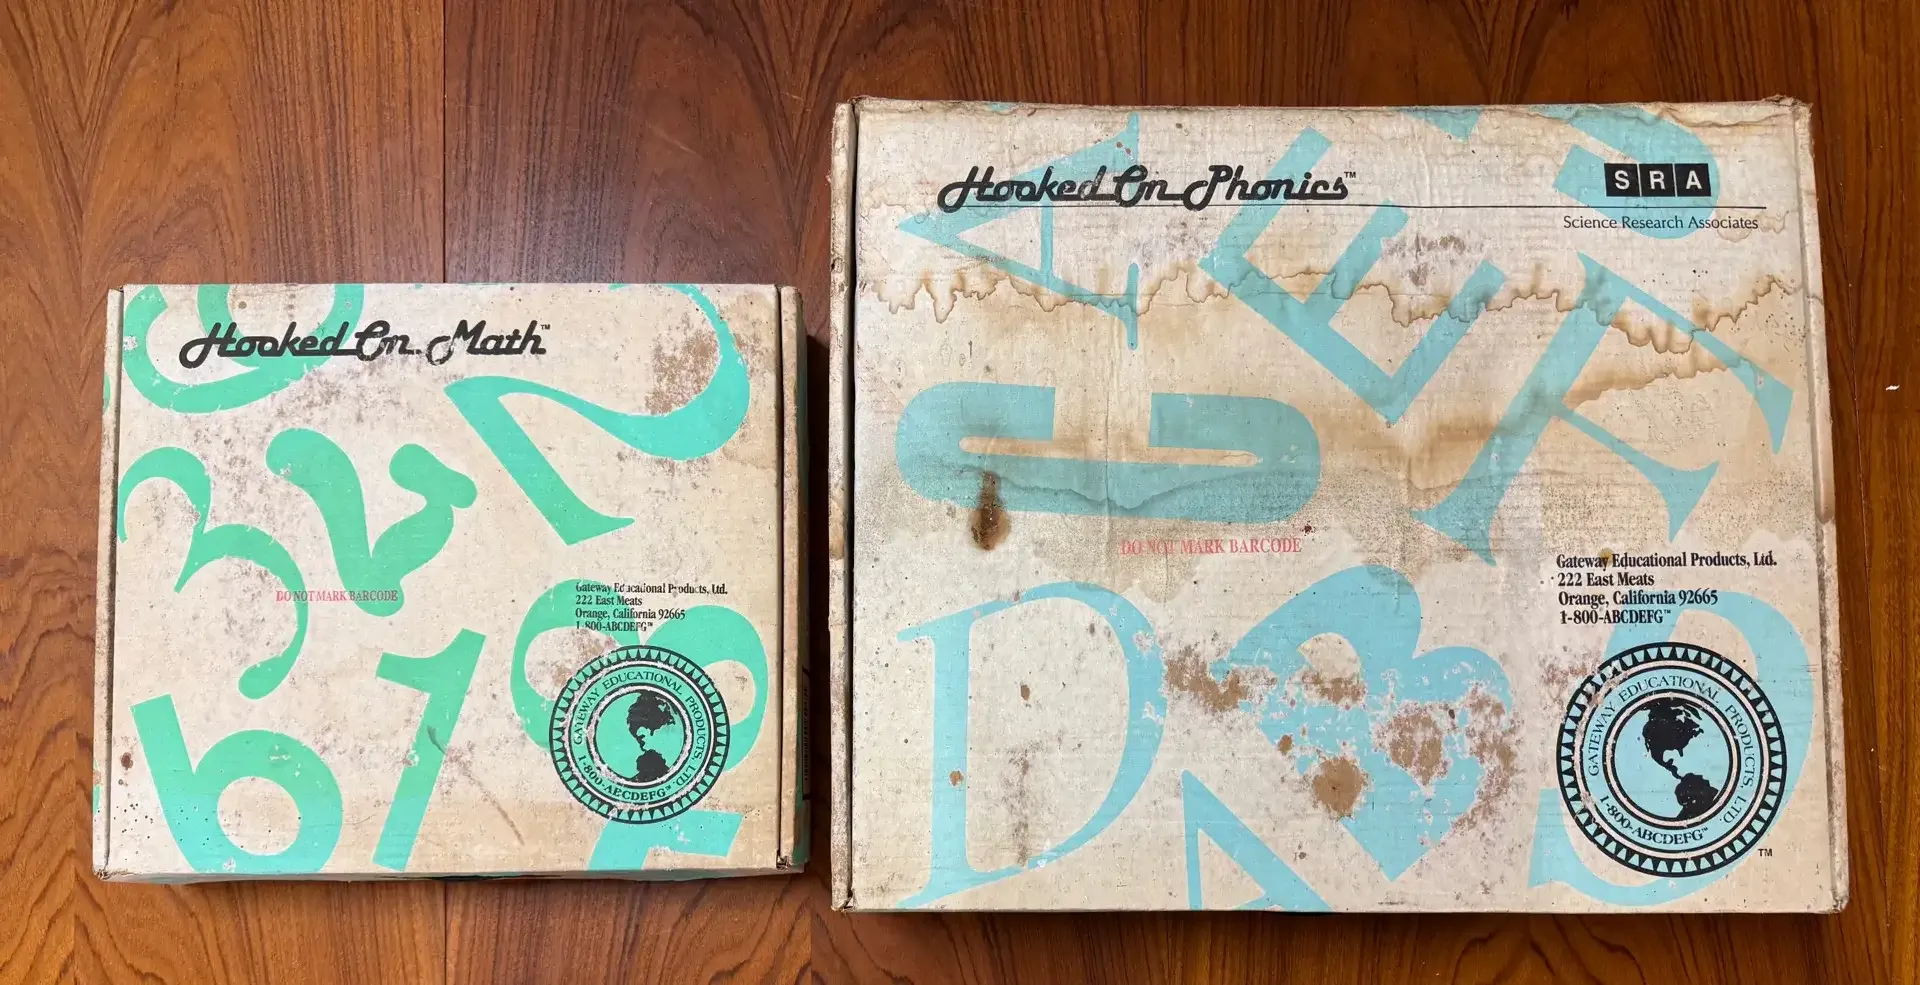 Hooked On Math™
DO NOT MARK BARCODE
Gateway Educational Products, Ltd.
222 East Meats
Orange, California 92665
1-800-ABCDEFG™
GATEWAY EDUCATIONAL PRODUCTS, LTD.
1-800-ABCDEFG™
Hooked On Phonics™
SRA
Science Research Associates
DO NOT MARK BARCODE
Gateway Educational Products, Ltd.
222 East Meats
Orange, California 92665
1-800-ABCDEFG™
GATEWAY EDUCATIONAL PRODUCTS, LTD.
1-800-ABCDEFG™
TM